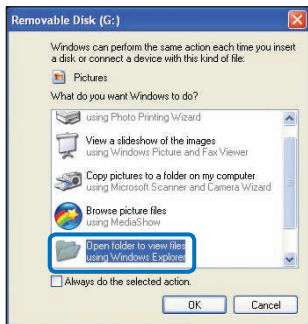 Removable Disk (G:)
Windows can perform the same action each time you insert
a disk or connect a device with this kind of file:
Pictures
What do you want Windows to do?
using Photo Printing Wizard
View a slideshow of the images
using Windows Picture and Fax Viewer
Copy pictures to a folder on my computer
using Microsoft Scanner and Camera Wizard
Browse picture files
using MediaShow
Open folder to view files
using Windows Explorer
Always do the selected action.
OK
Cancel